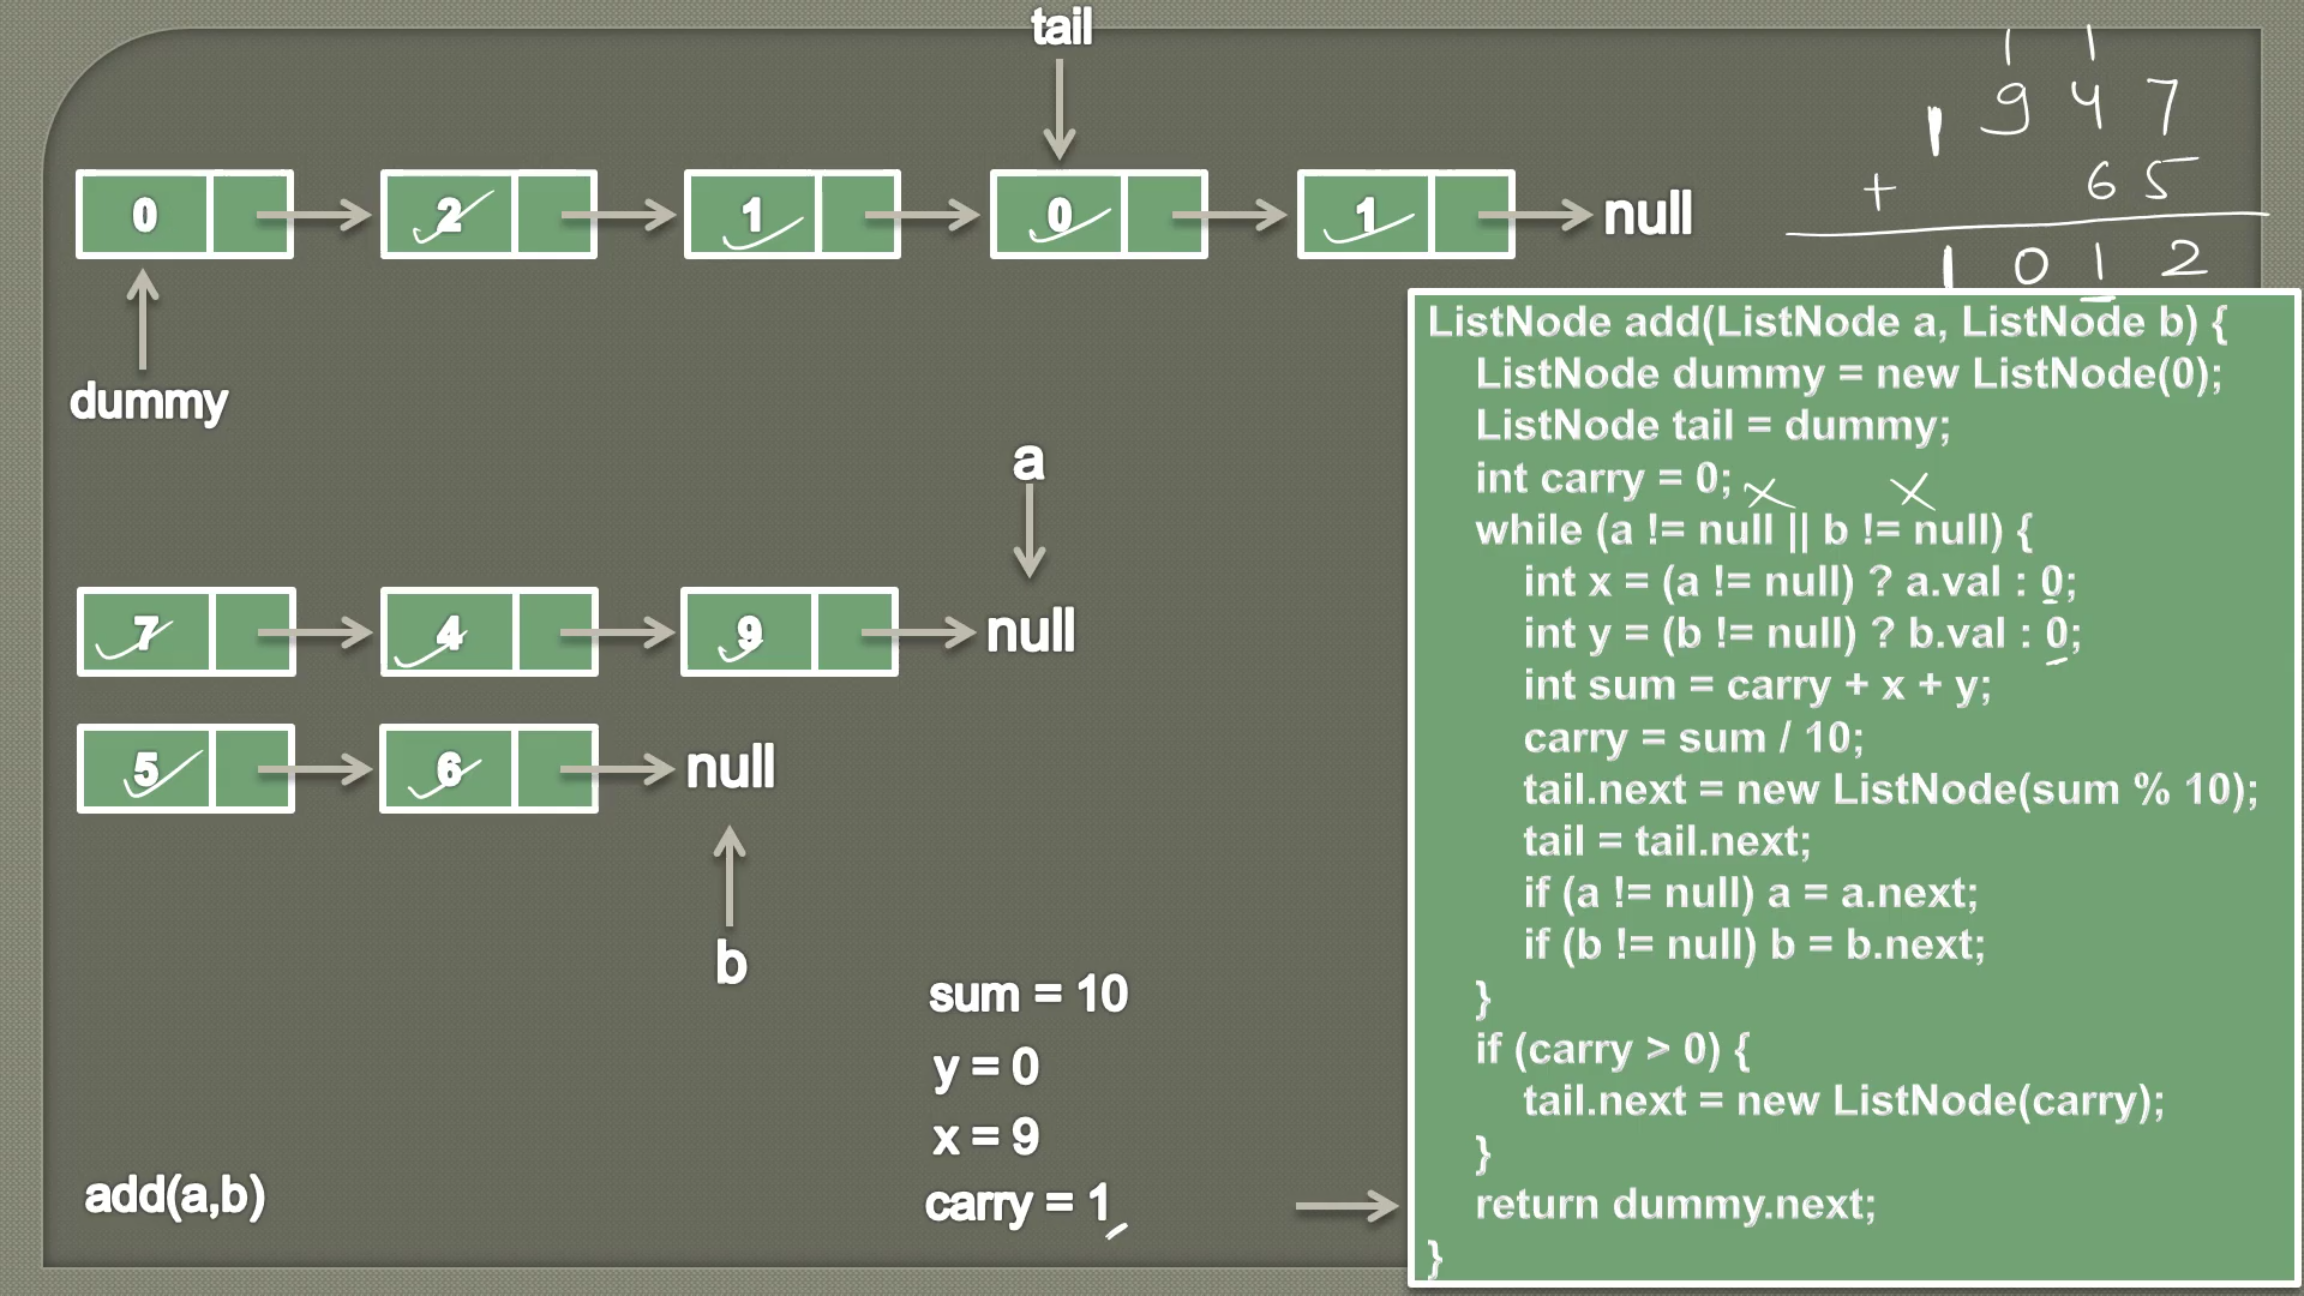 tail
1 1
1 9 4 7
+ 6 5
1 0 1 2
0 2 1 0 1 null
dummy
a
7 4 9 null
5 6 null
b
sum = 10
y = 0
x = 9
carry = 1
add(a,b)
ListNode add(ListNode a, ListNode b) {
ListNode dummy = new ListNode(0);
ListNode tail = dummy;
int carry = 0;
while (a != null || b != null) {
int x = (a != null) ? a.val : 0;
int y = (b != null) ? b.val : 0;
int sum = carry + x + y;
carry = sum / 10;
tail.next = new ListNode(sum % 10);
tail = tail.next;
if (a != null) a = a.next;
if (b != null) b = b.next;
}
if (carry > 0) {
tail.next = new ListNode(carry);
}
return dummy.next;
}